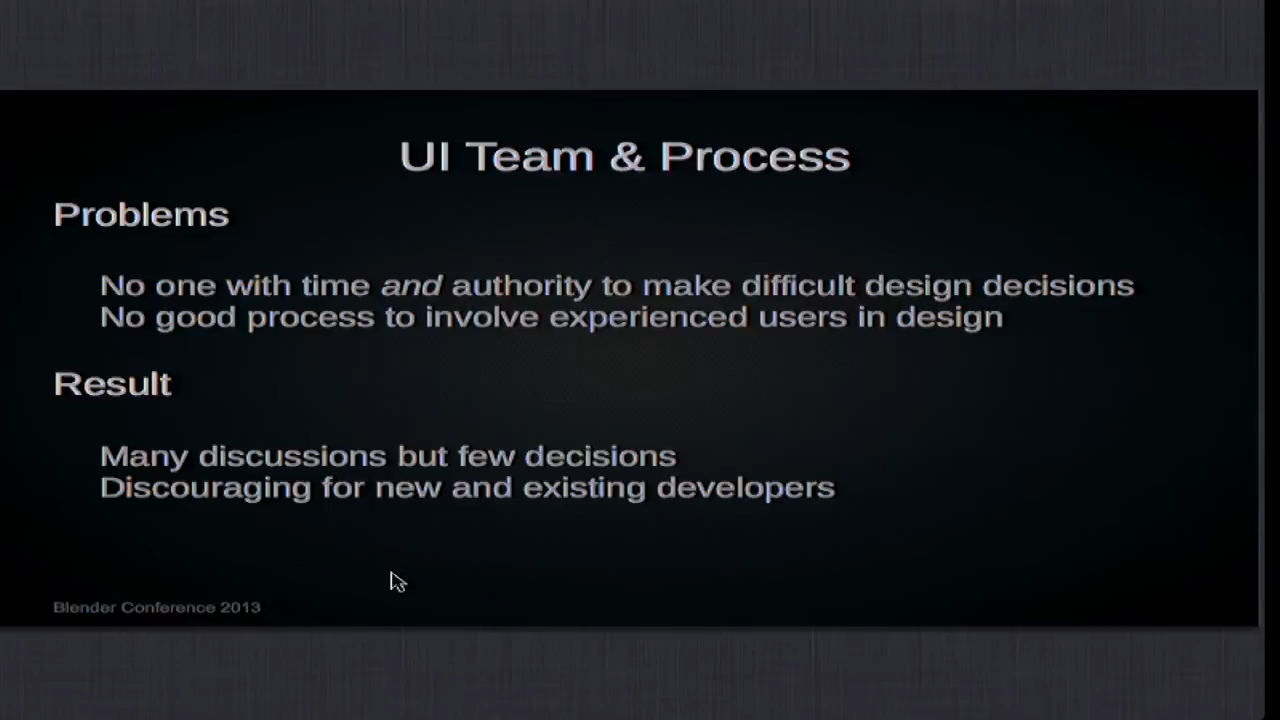 UI Team & Process
Problems
No one with time and authority to make difficult design decisions
No good process to involve experienced users in design
Result
Many discussions but few decisions
Discouraging for new and existing developers
Blender Conference 2013